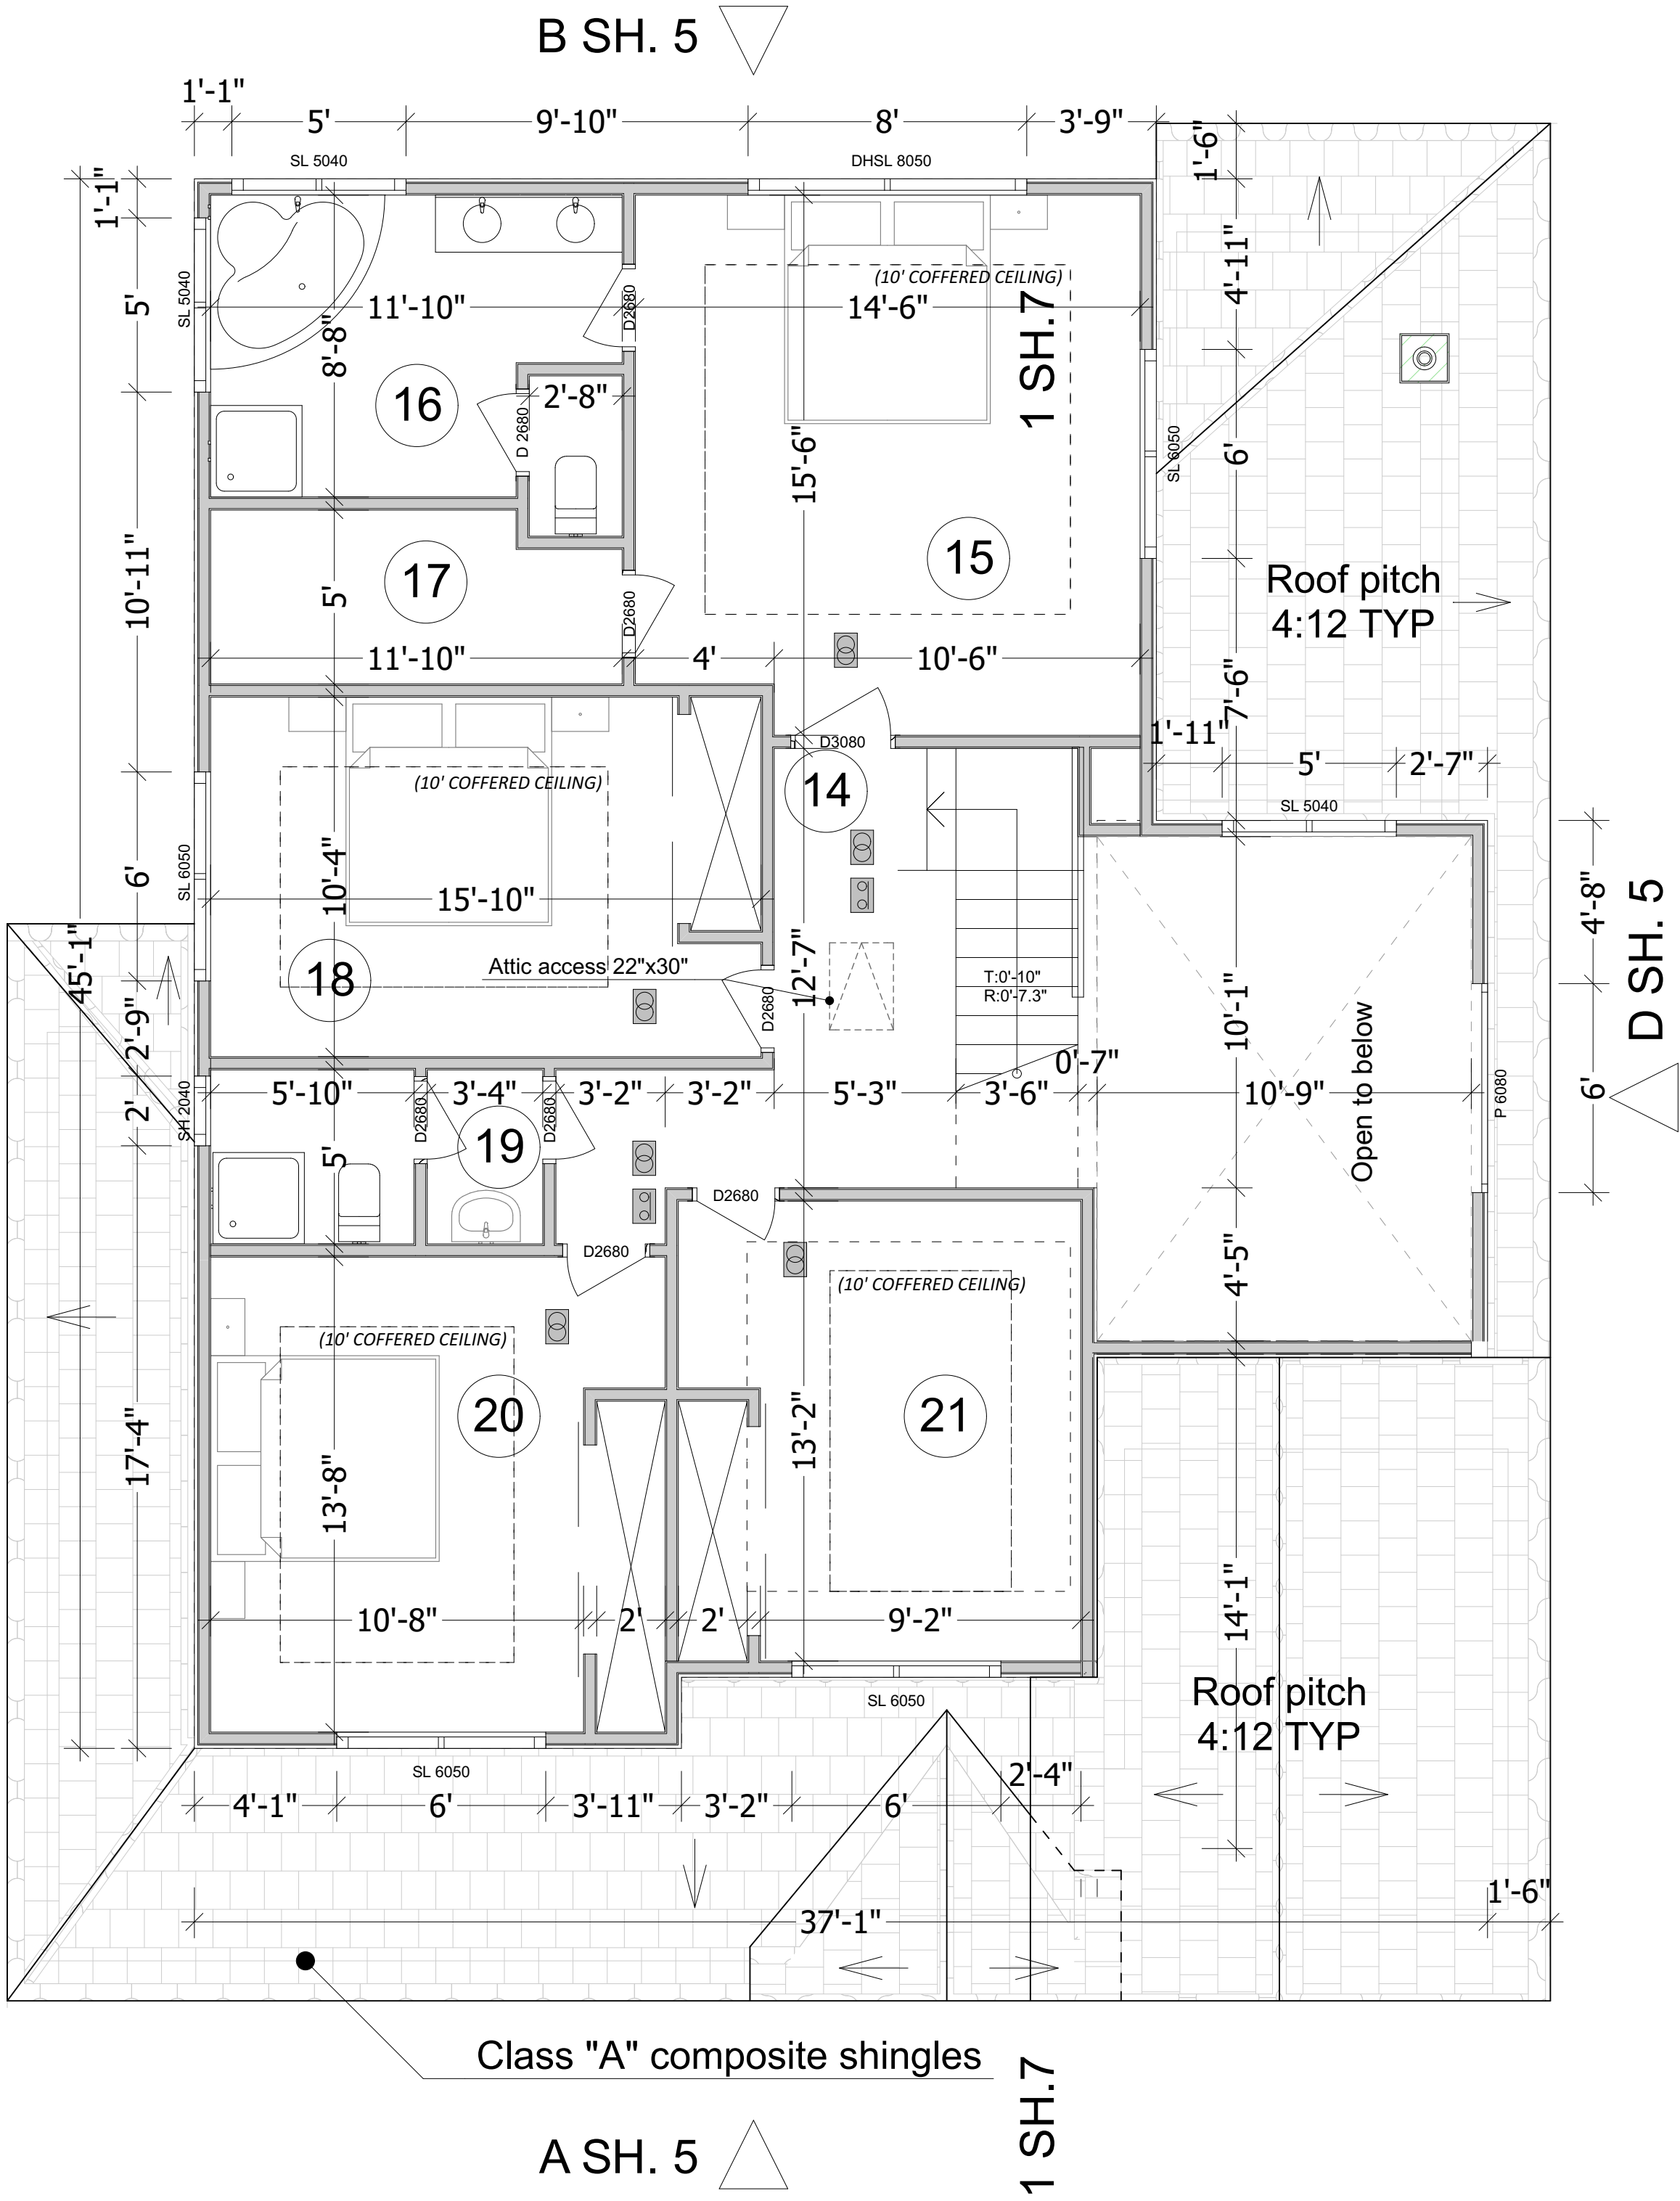 B SH. 5
1'-1"
5'
9'-10"
8'
3'-9"
SL 5040
DHSL 8050
1'-6"
1'-1"
4'-11"
(10' COFFERED CEILING)
SL 5040
5'
11'-10"
D2680
14'-6"
8'-8"
1 SH.7
16
2'-8"
D 2680
15'-6"
SL 6050
6'
10'-11"
17
5'
D2680
15
Roof pitch
4:12 TYP
11'-10"
4'
10'-6"
7'-6"
1'-11"
5'
2'-7"
D3080
14
(10' COFFERED CEILING)
SL 5040
SL 6050
6'
10'-4"
15'-10"
4'-8"
D SH. 5
45'-1"
18
Attic access 22"x30"
12'-7"
T:0'-10"
R:0'-7.3"
D2680
10'-1"
Open to below
2'-9"
0'-7"
2'
SH 2040
5'-10"
3'-4"
3'-2"
3'-2"
5'-3"
3'-6"
10'-9"
P 6080
6'
D2680
D2680
19
5'
D2680
D2680
4'-5"
(10' COFFERED CEILING)
(10' COFFERED CEILING)
20
21
17'-4"
13'-8"
13'-2"
10'-8"
2'
2'
9'-2"
14'-1"
SL 6050
Roof pitch
4:12 TYP
SL 6050
2'-4"
4'-1"
6'
3'-11"
3'-2"
6'
1'-6"
37'-1"
Class "A" composite shingles
1 SH.7
A SH. 5